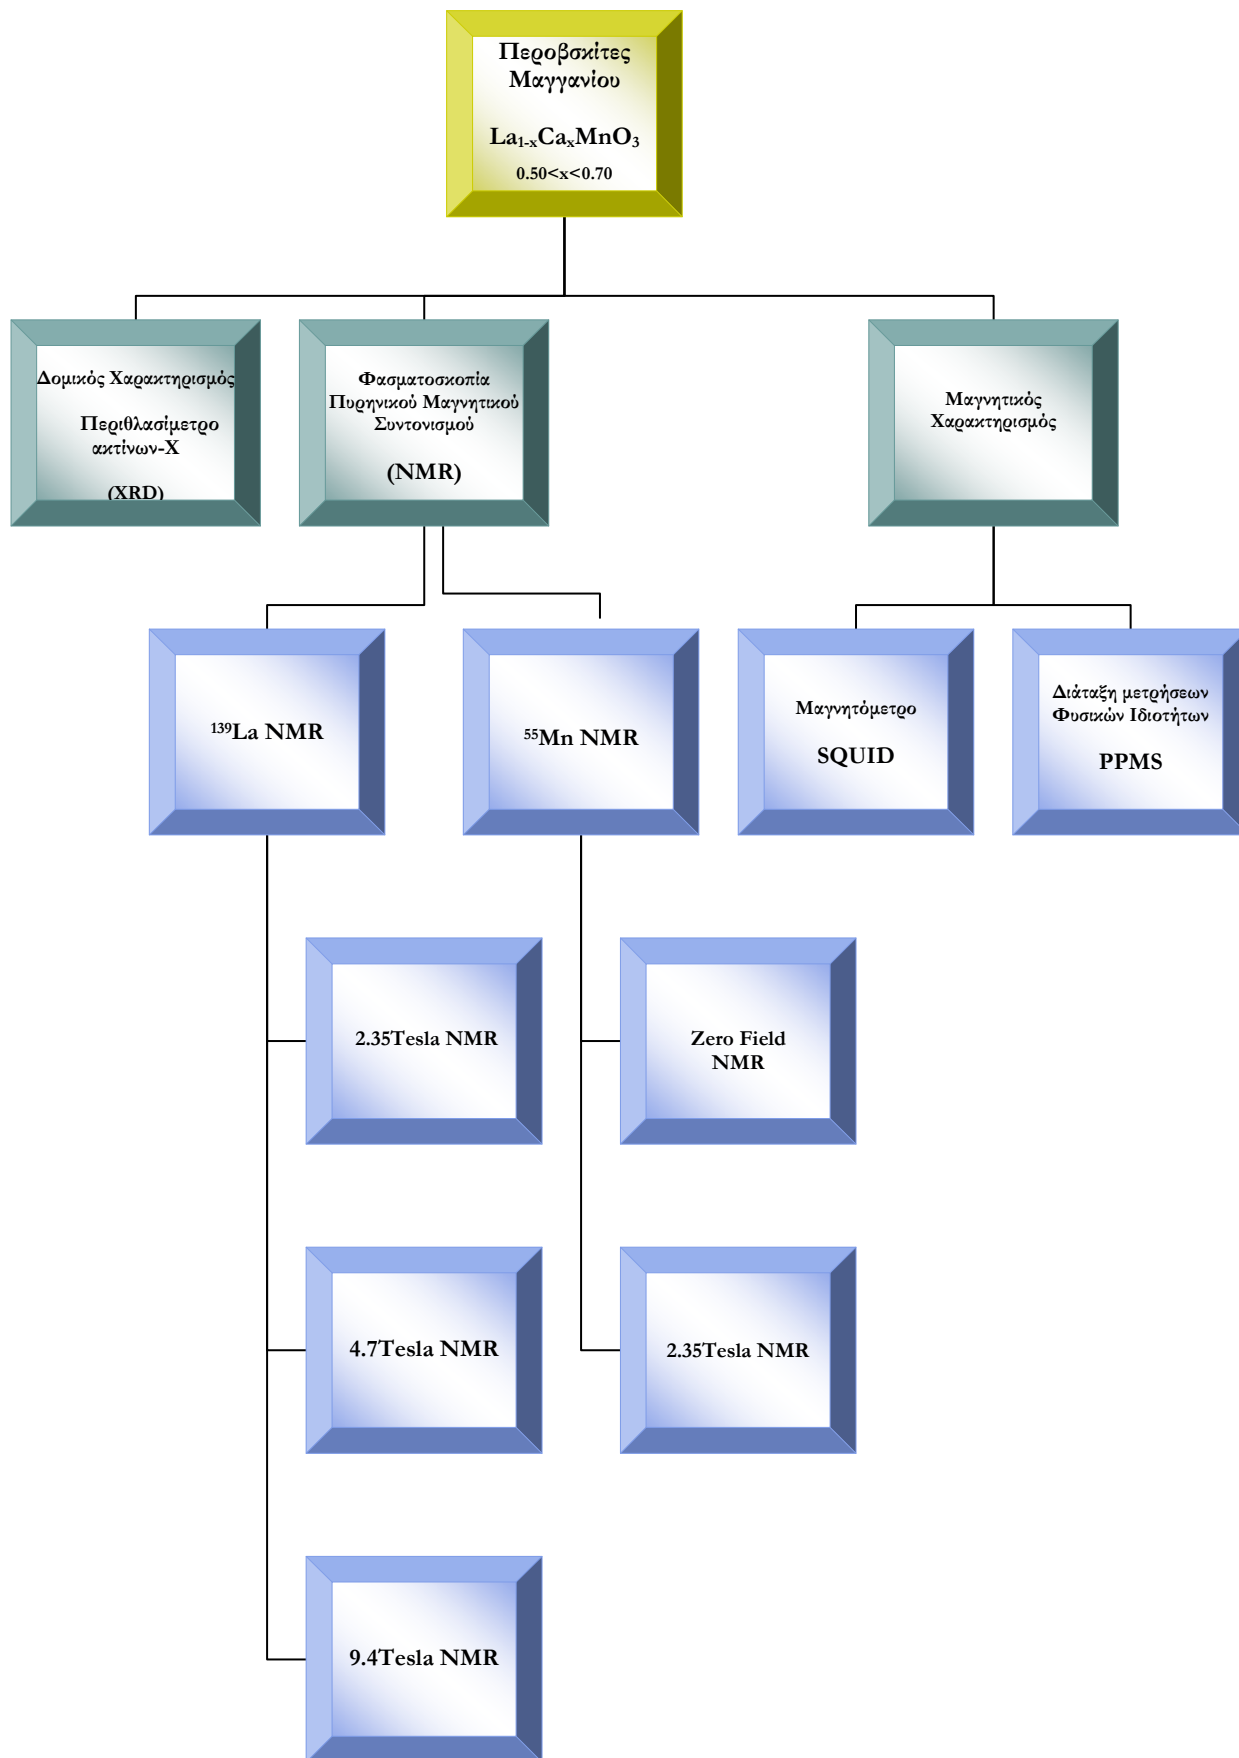 Περοβσκίτες
Μαγγανίου
La₁₋ₓCaₓMnO₃
0.50<x<0.70
Δομικός Χαρακτηρισμός
Περιθλασίμετρο
ακτίνων-Χ
(XRD)
Φασματοσκοπία
Πυρηνικού Μαγνητικού
Συντονισμού
(NMR)
Μαγνητικός
Χαρακτηρισμός
¹³⁹La NMR
⁵⁵Mn NMR
Μαγνητόμετρο
SQUID
Διάταξη μετρήσεων
Φυσικών Ιδιοτήτων
PPMS
2.35Tesla NMR
Zero Field
NMR
4.7Tesla NMR
2.35Tesla NMR
9.4Tesla NMR